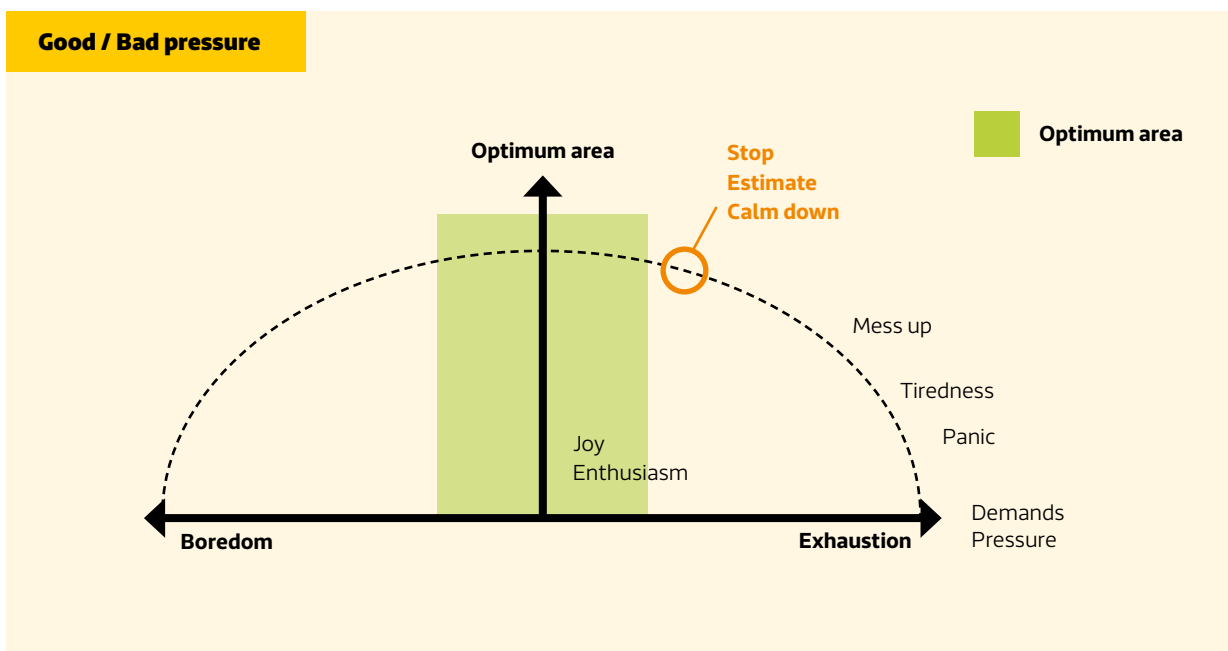 Good / Bad pressure
Optimum area
Optimum area
Stop
Estimate
Calm down
Mess up
Tiredness
Panic
Joy
Enthusiasm
Demands
Pressure
Boredom
Exhaustion